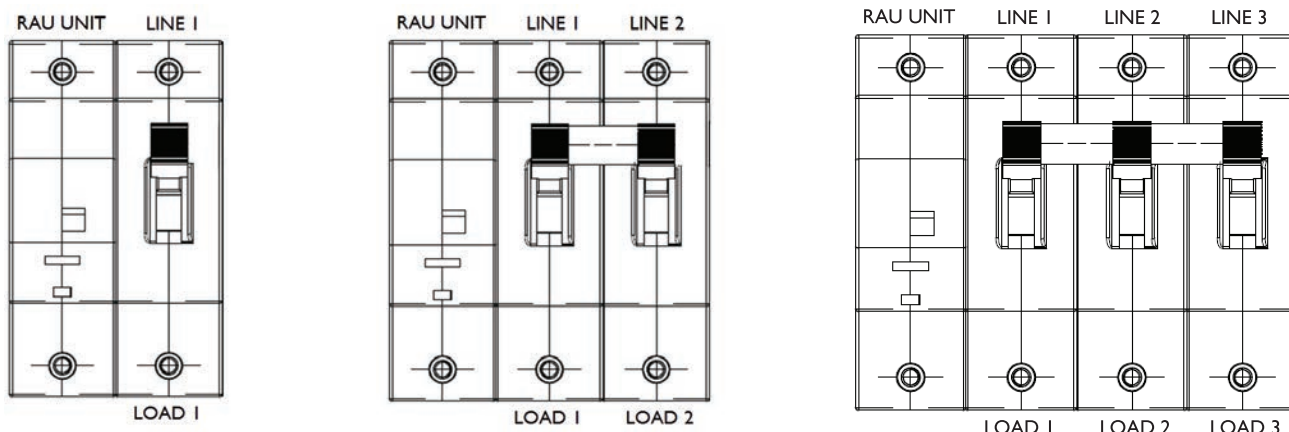 RAU UNIT LINE 1
LOAD 1
RAU UNIT LINE 1 LINE 2
LOAD 1 LOAD 2
RAU UNIT LINE 1 LINE 2 LINE 3
LOAD 1 LOAD 2 LOAD 3